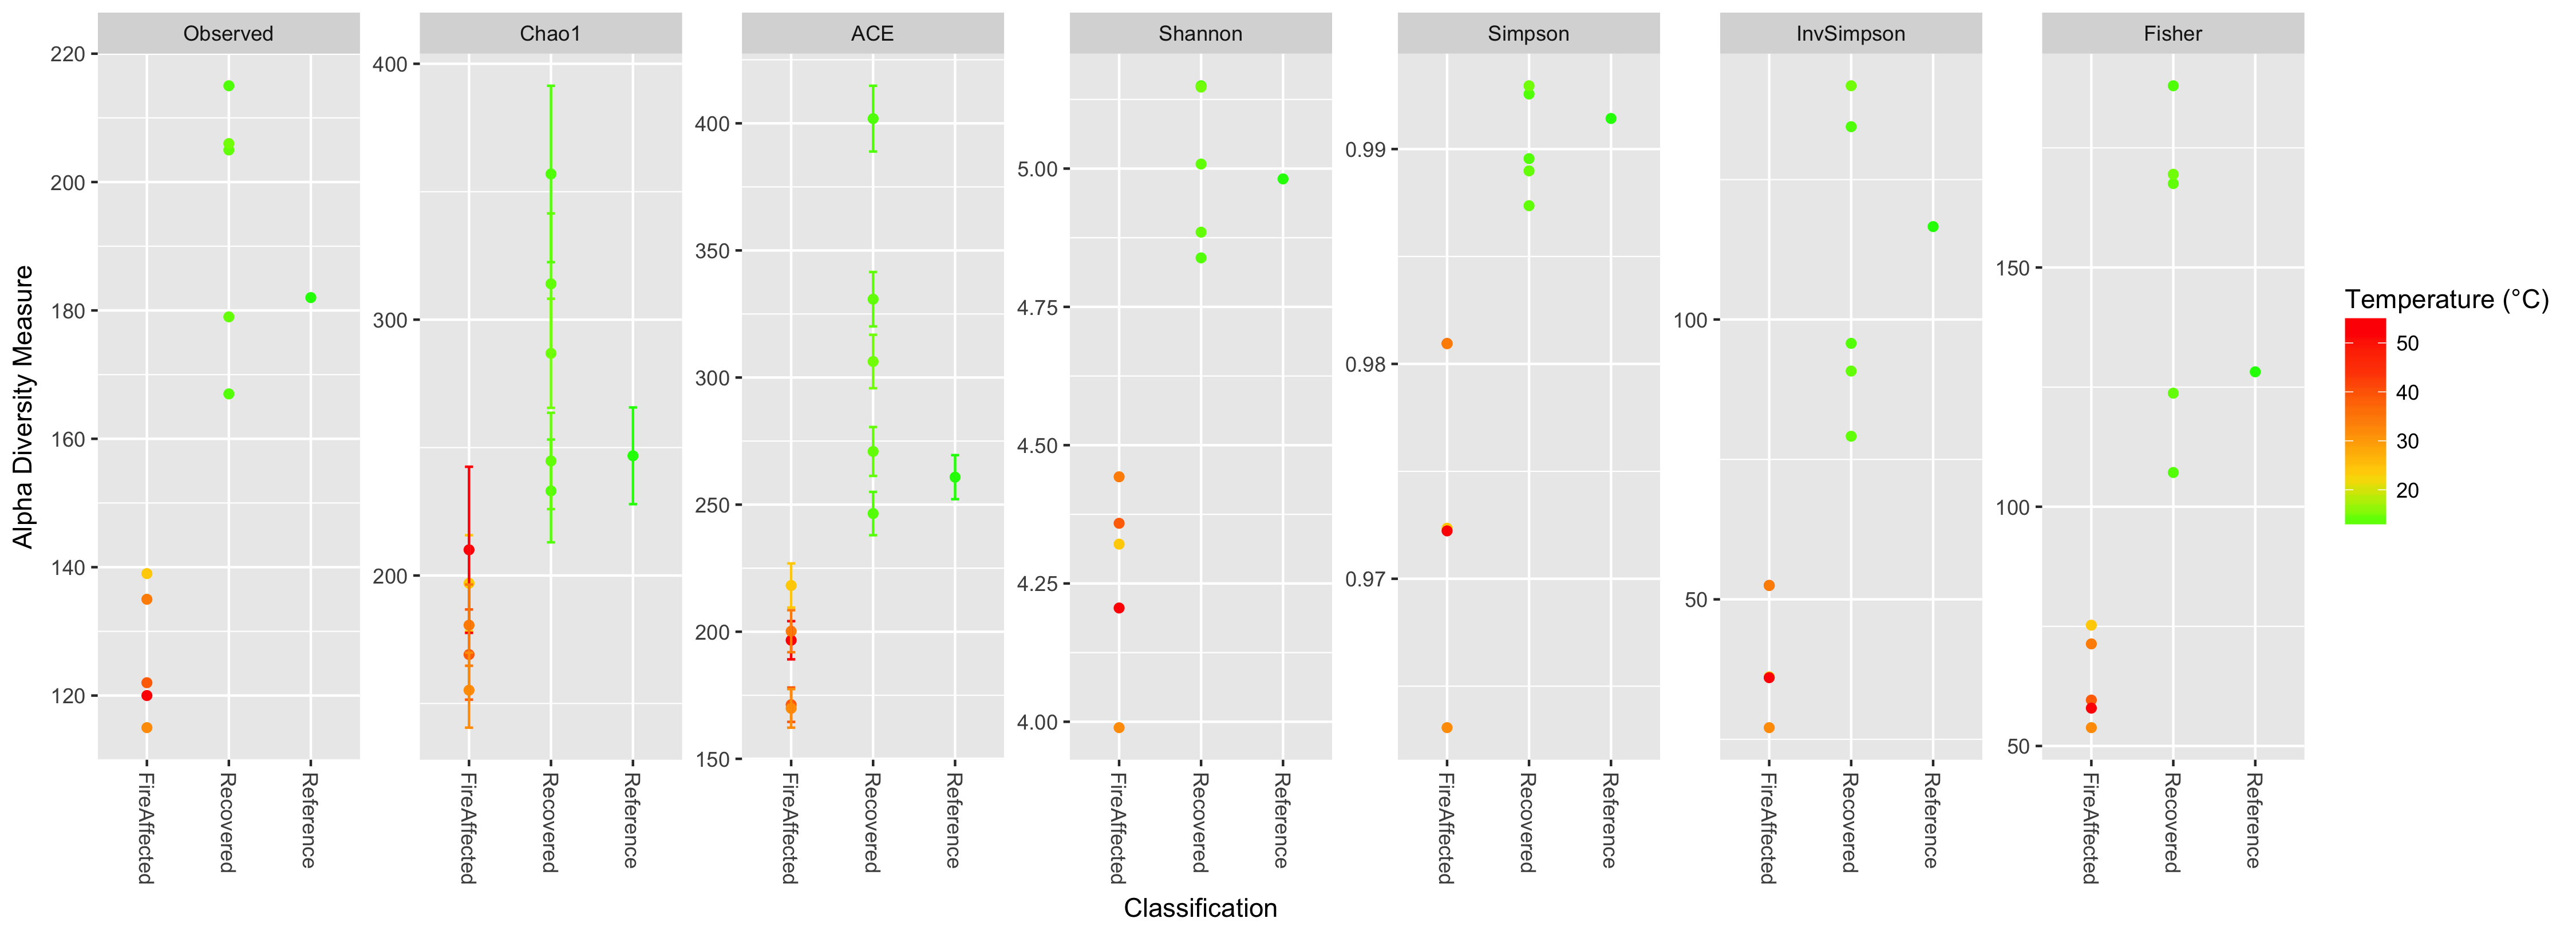 Observed
Chao1
ACE
Shannon
Simpson
InvSimpson
Fisher
Alpha Diversity Measure
220
200
180
160
140
120
400
300
200
400
350
300
250
200
150
5.00
4.75
4.50
4.25
4.00
0.99
0.98
0.97
100
50
150
100
50
FireAffected
Recovered
Reference
FireAffected
Recovered
Reference
FireAffected
Recovered
Reference
FireAffected
Recovered
Reference
FireAffected
Recovered
Reference
FireAffected
Recovered
Reference
FireAffected
Recovered
Reference
Classification
Temperature (°C)
50
40
30
20